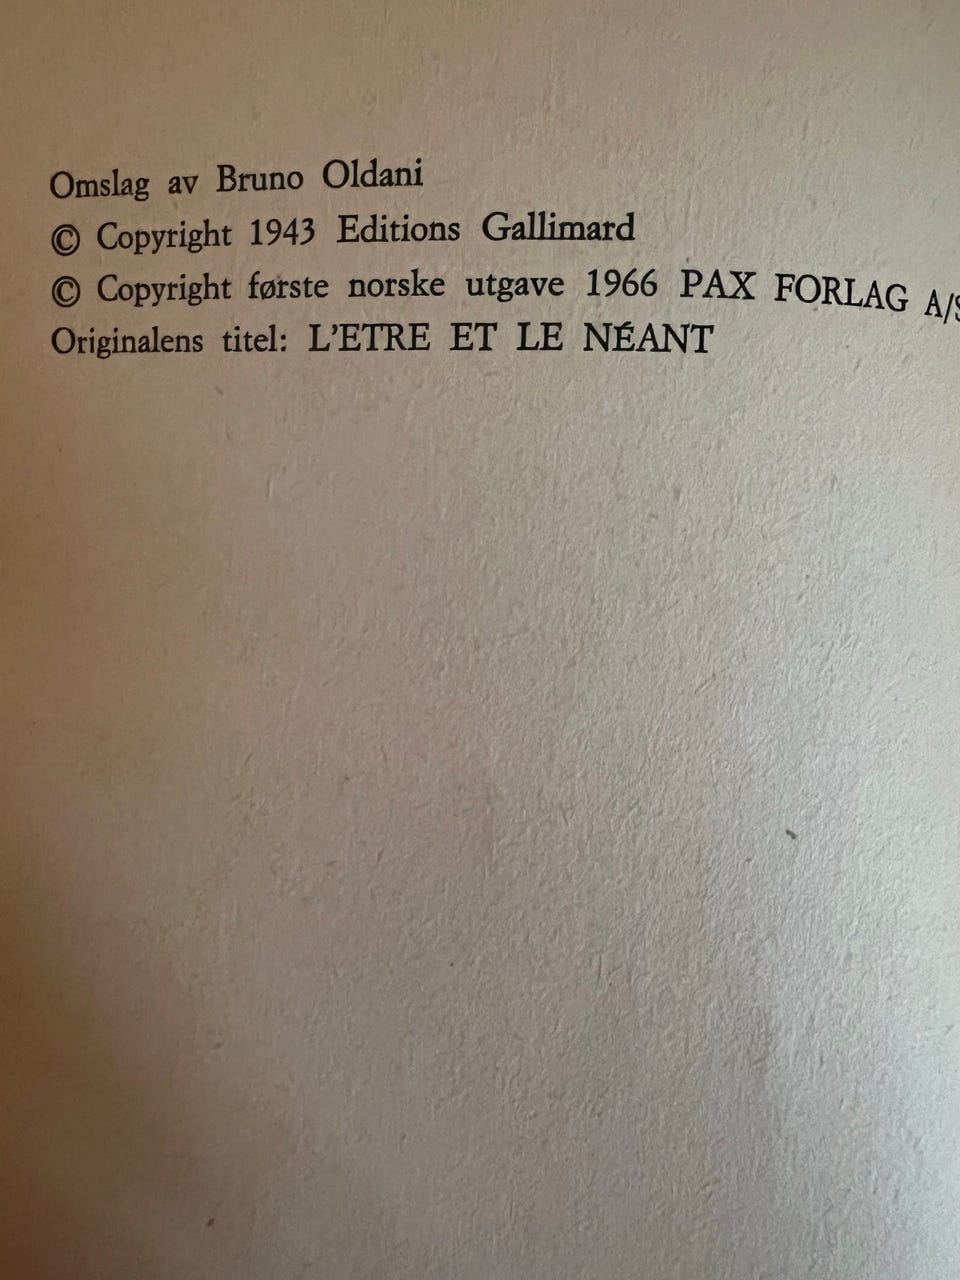 Omslag av Bruno Oldani
© Copyright 1943 Editions Gallimard
© Copyright første norske utgave 1966 PAX FORLAG A/S
Originalens titel: L'ETRE ET LE NÉANT